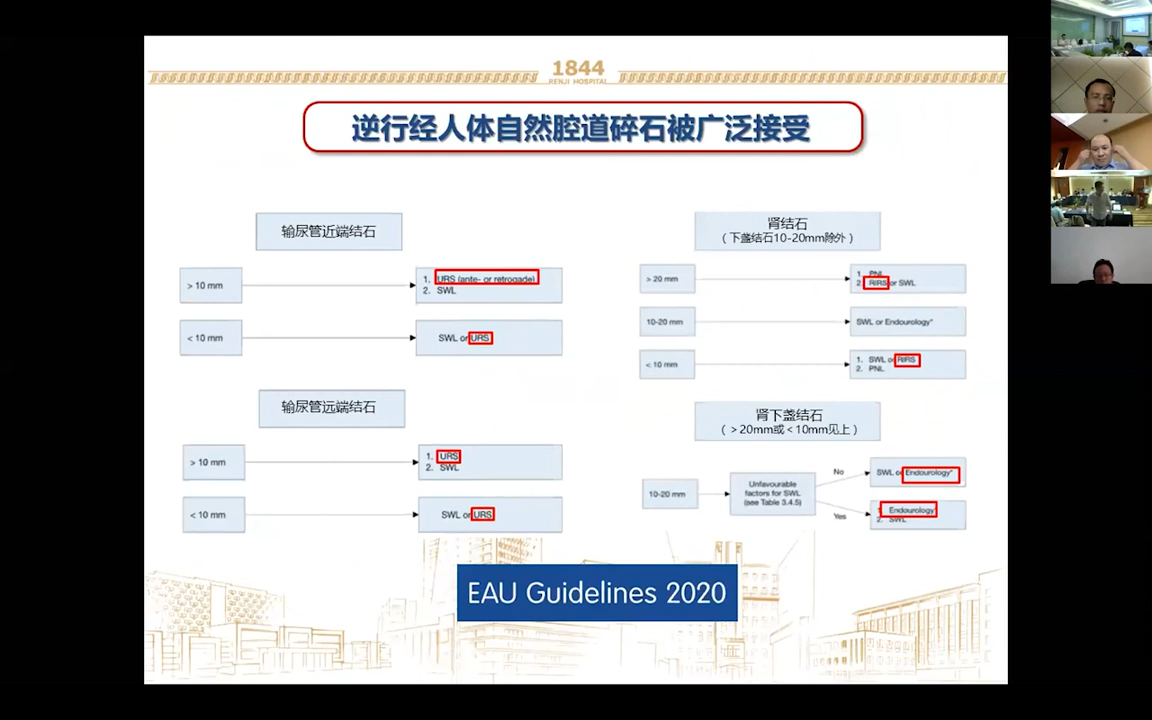 1844
RENJI HOSPITAL
逆行经人体自然腔道碎石被广泛接受
输尿管近端结石
> 10 mm
1. URS (ante- or retrogade)
2. SWL
< 10 mm
SWL or URS
输尿管远端结石
> 10 mm
1. URS
2. SWL
< 10 mm
SWL or URS
肾结石
（下盏结石10-20mm除外）
> 20 mm
1. PNL
2. RIRS or SWL
10-20 mm
SWL or Endourology*
< 10 mm
1. SWL or RIRS
2. PNL
肾下盏结石
（＞20mm或＜10mm见上）
10-20 mm
Unfavourable
factors for SWL
(see Table 3.4.5)
No
SWL or Endourology*
Yes
1. Endourology*
2. SWL
EAU Guidelines 2020